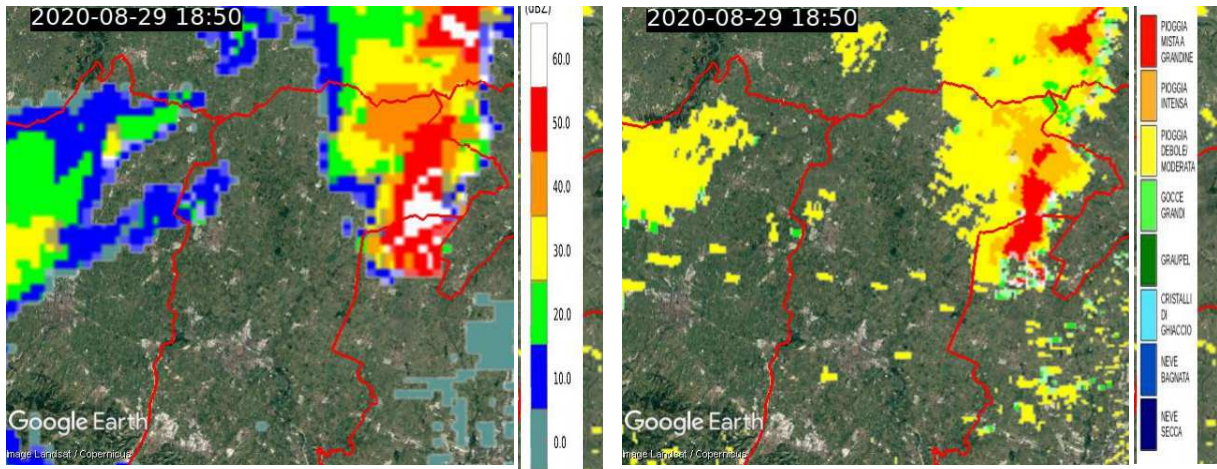 2020-08-29 18:50
(dBZ)
60.0
50.0
40.0
30.0
20.0
10.0
0.0
Google Earth
Image Landsat / Copernicus
2020-08-29 18:50
PIOGGIA
MISTA A
GRANDINE
PIOGGIA
INTENSA
PIOGGIA
DEBOLE/
MODERATA
GOCCE
GRANDI
GRAUPEL
CRISTALLI
DI
GHIACCIO
NEVE
BAGNATA
NEVE
SECCA
Google Earth
Image Landsat / Copernicus